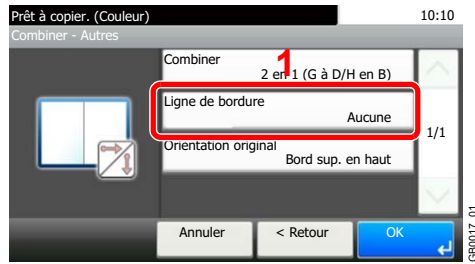 Prêt à copier. (Couleur)
10:10
Combiner - Autres
Combiner
1
2 en 1 (G à D/H en B)
Ligne de bordure
Aucune
1/1
Orientation original
Bord sup. en haut
Annuler
< Retour
OK
GB0017_01